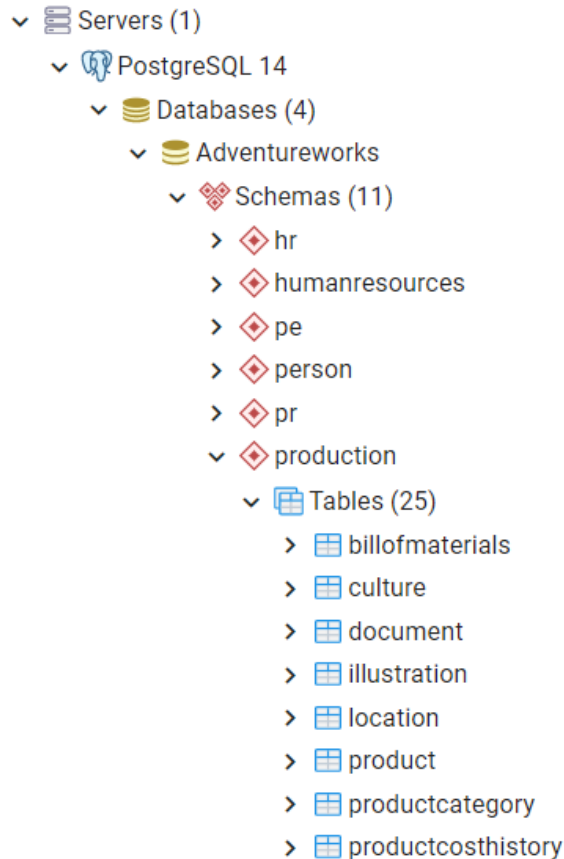 Servers (1)
PostgreSQL 14
Databases (4)
Adventureworks
Schemas (11)
hr
humanresources
pe
person
pr
production
Tables (25)
billofmaterials
culture
document
illustration
location
product
productcategory
productcosthistory